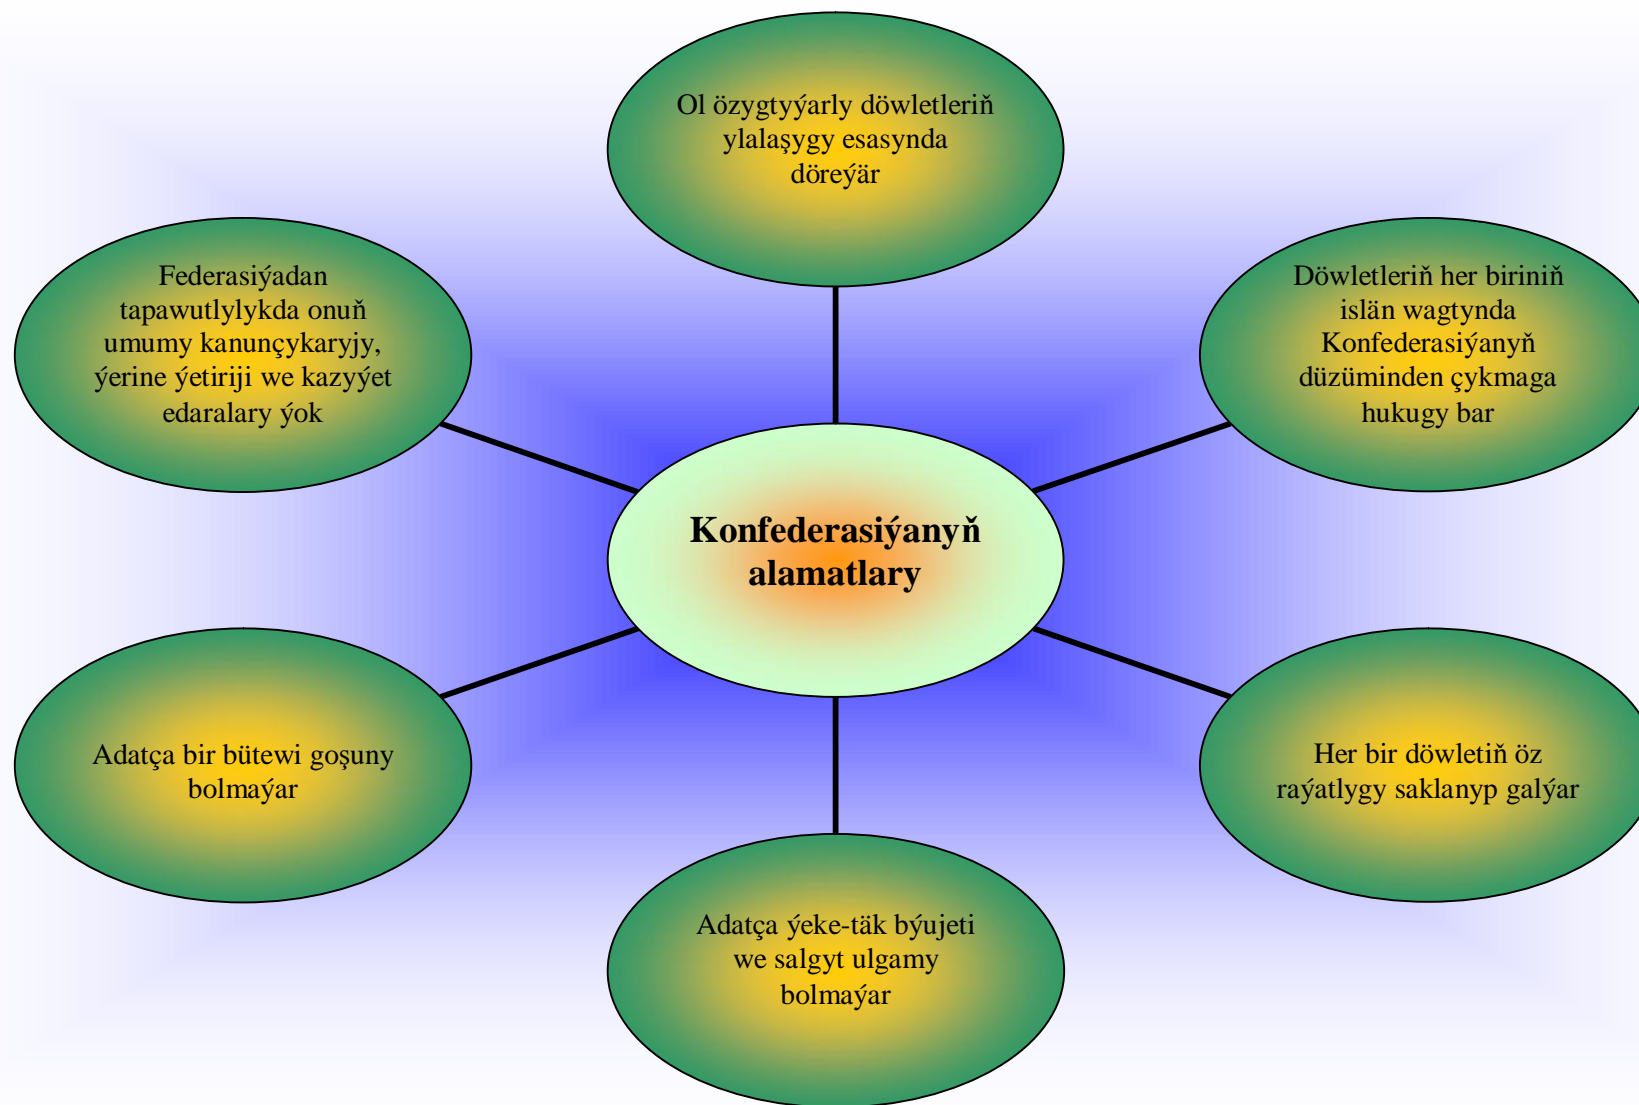 Ol özygtyýarly döwletleriň
ylalaşygy esasynda
döreýär
Federasiýadan
tapawutlylykda onuň
umumy kanunçykaryjy,
ýerine ýetiriji we kazyýet
edaralary ýok
Döwletleriň her biriniň
islän wagtynda
Konfederasiýanyň
düzüminden çykmaga
hukugy bar
Konfederasiýanyň
alamatlary
Adatça bir bütewi goşuny
bolmaýar
Her bir döwletiň öz
raýatlygy saklanyp galýar
Adatça ýeke-täk býujeti
we salgyt ulgamy
bolmaýar